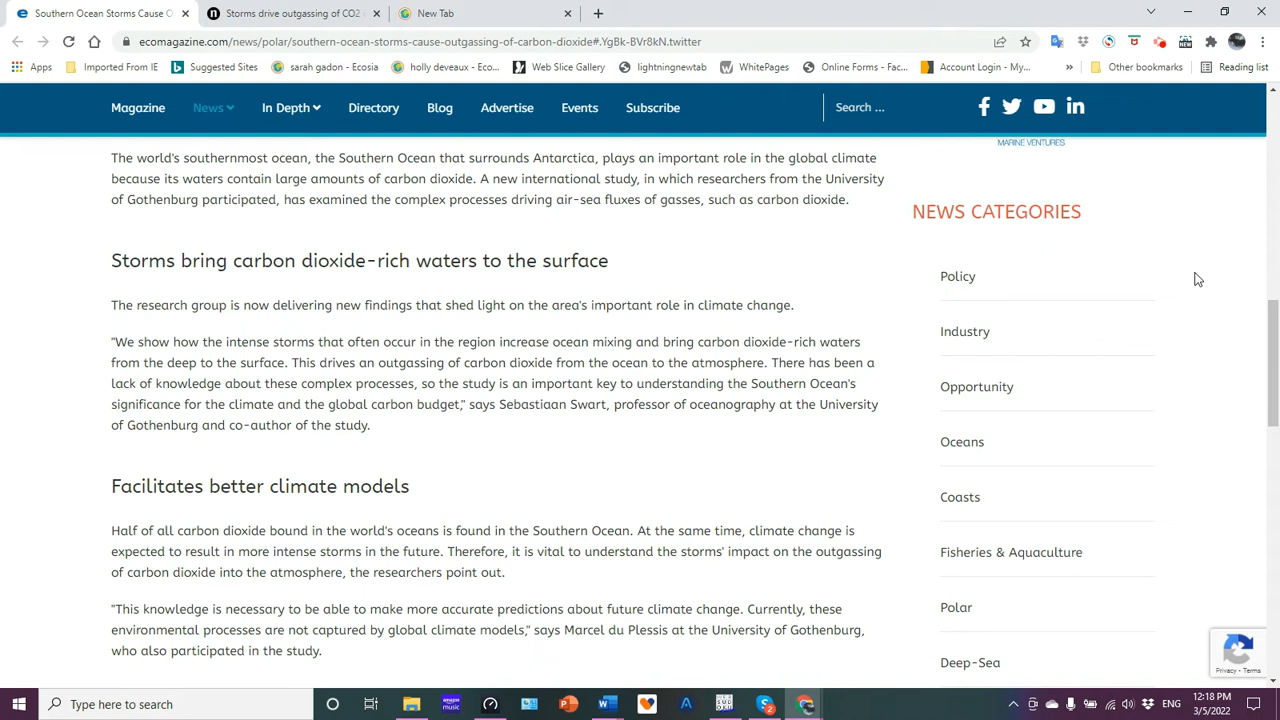 Southern Ocean Storms Cause O
Storms drive outgassing of CO2
New Tab
ecomagazine.com/news/polar/southern-ocean-storms-cause-outgassing-of-carbon-dioxide#.YgBk-BVr8kN.twitter
Apps
Imported From IE
Suggested Sites
sarah gadon - Ecosia
holly deveaux - Eco...
Web Slice Gallery
lightningnewtab
WhitePages
Online Forms - Fac...
Account Login - My...
»
Other bookmarks
Reading list
Magazine
News
In Depth
Directory
Blog
Advertise
Events
Subscribe
Search ...
MARINE VENTURES
The world's southernmost ocean, the Southern Ocean that surrounds Antarctica, plays an important role in the global climate
because its waters contain large amounts of carbon dioxide. A new international study, in which researchers from the University
of Gothenburg participated, has examined the complex processes driving air-sea fluxes of gasses, such as carbon dioxide.
Storms bring carbon dioxide-rich waters to the surface
The research group is now delivering new findings that shed light on the area's important role in climate change.
"We show how the intense storms that often occur in the region increase ocean mixing and bring carbon dioxide-rich waters
from the deep to the surface. This drives an outgassing of carbon dioxide from the ocean to the atmosphere. There has been a
lack of knowledge about these complex processes, so the study is an important key to understanding the Southern Ocean's
significance for the climate and the global carbon budget," says Sebastiaan Swart, professor of oceanography at the University
of Gothenburg and co-author of the study.
Facilitates better climate models
Half of all carbon dioxide bound in the world's oceans is found in the Southern Ocean. At the same time, climate change is
expected to result in more intense storms in the future. Therefore, it is vital to understand the storms' impact on the outgassing
of carbon dioxide into the atmosphere, the researchers point out.
"This knowledge is necessary to be able to make more accurate predictions about future climate change. Currently, these
environmental processes are not captured by global climate models," says Marcel du Plessis at the University of Gothenburg,
who also participated in the study.
NEWS CATEGORIES
Policy
Industry
Opportunity
Oceans
Coasts
Fisheries & Aquaculture
Polar
Deep-Sea
Privacy - Terms
Type here to search
ENG
12:18 PM
3/5/2022